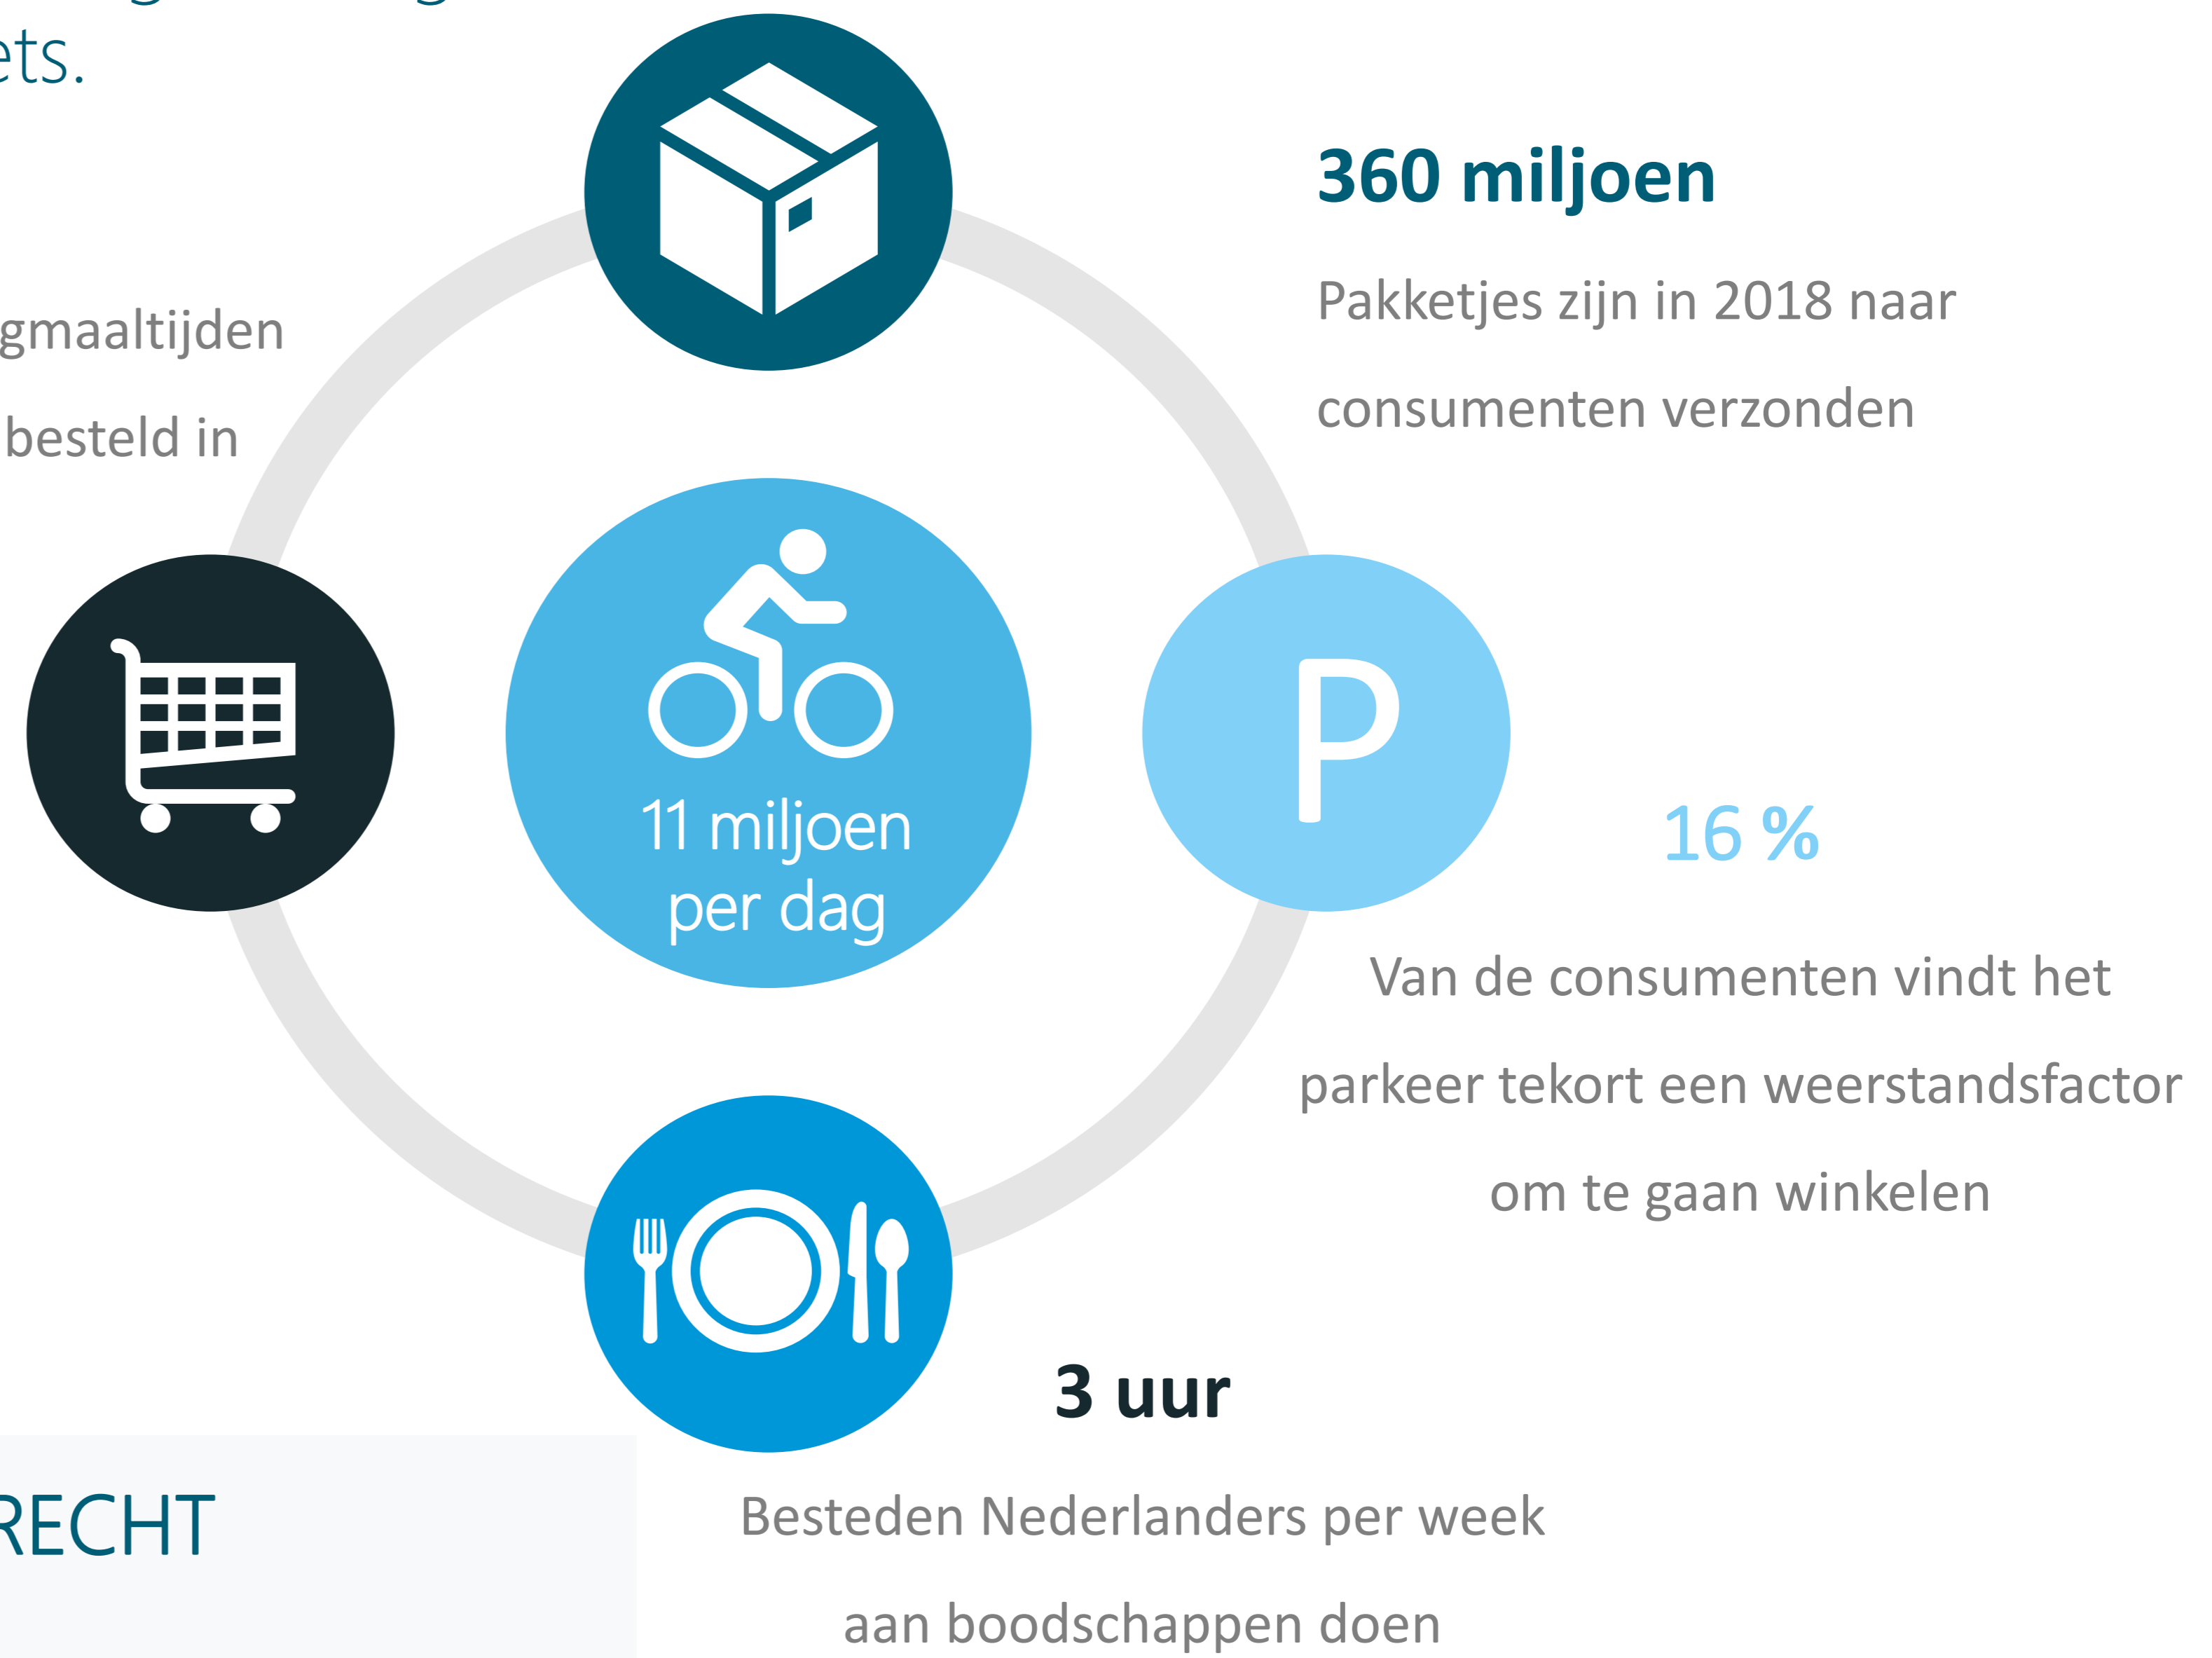 ets.
360 miljoen
Pakketjes zijn in 2018 naar
consumenten verzonden
gmaaltijden
besteld in
11 miljoen
per dag
P
16 %
Van de consumenten vindt het
parkeer tekort een weerstandsfactor
om te gaan winkelen
3 uur
Besteden Nederlanders per week
aan boodschappen doen
RECHT